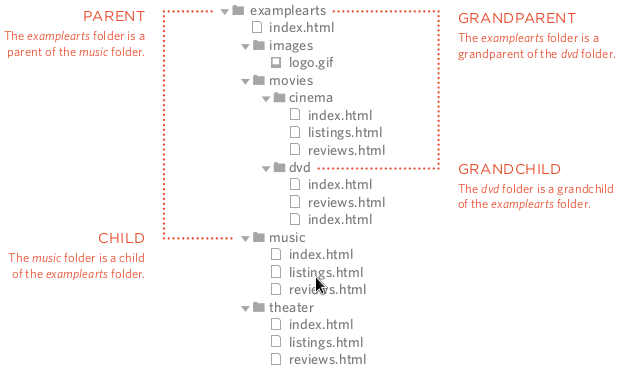 PARENT
The examplearts folder is a
parent of the music folder.
CHILD
The music folder is a child
of the examplearts folder.
examplearts
index.html
images
logo.gif
movies
cinema
index.html
listings.html
reviews.html
dvd
index.html
reviews.html
index.html
music
index.html
listings.html
reviews.html
theater
index.html
listings.html
reviews.html
GRANDPARENT
The examplearts folder is a
grandparent of the dvd folder.
GRANDCHILD
The dvd folder is a grandchild
of the examplearts folder.